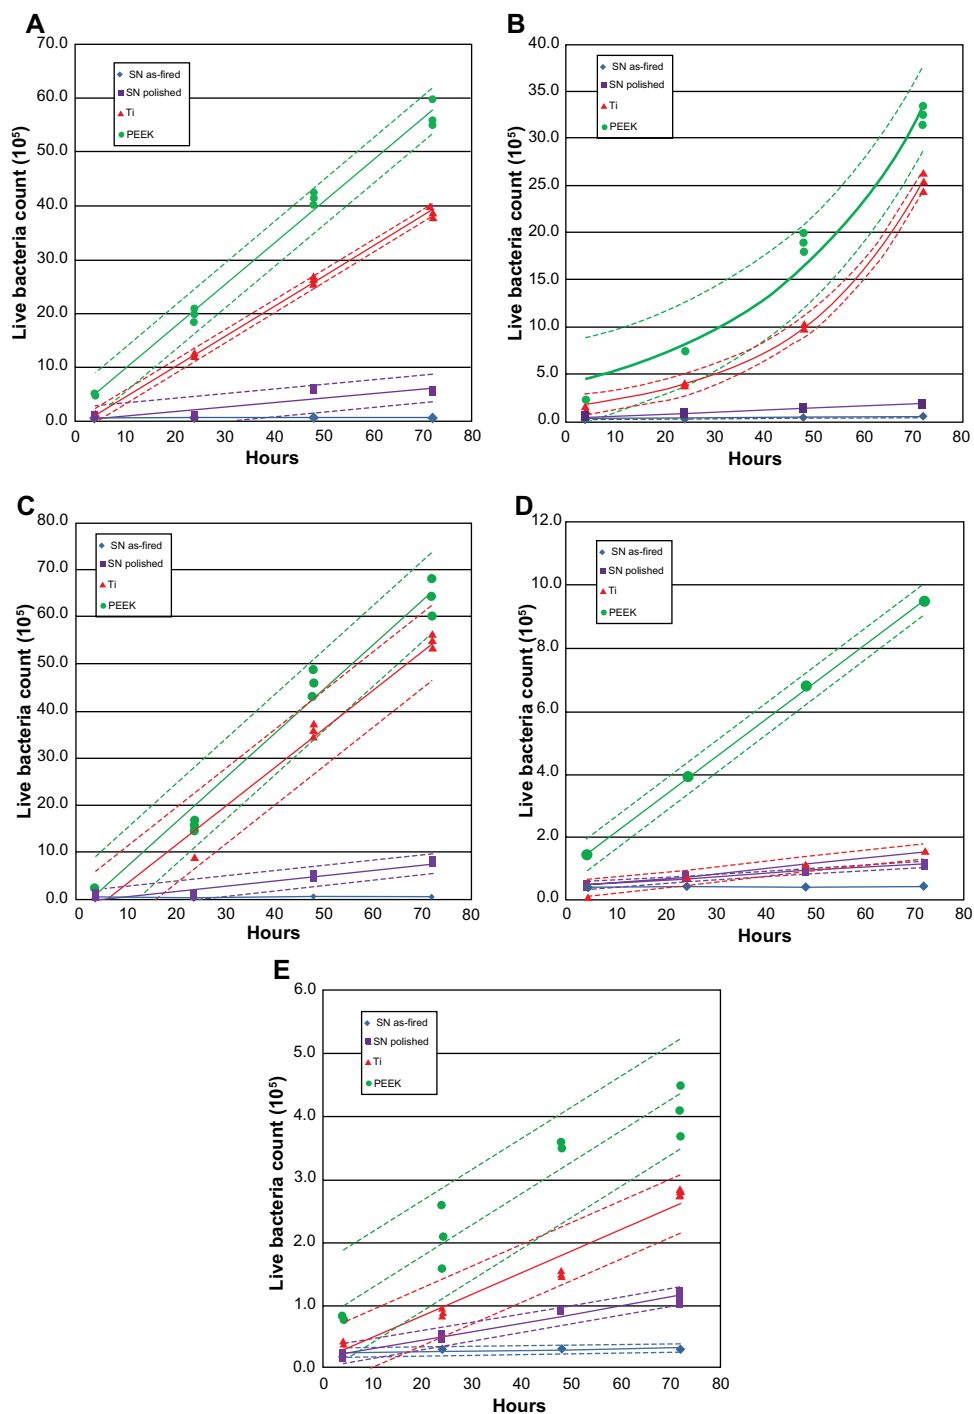 A
70.0
60.0
50.0
40.0
30.0
20.0
10.0
0.0
Live bacteria count (10⁵)
SN as-fired
SN polished
Ti
PEEK
0 10 20 30 40 50 60 70 80
Hours
B
40.0
35.0
30.0
25.0
20.0
15.0
10.0
5.0
0.0
Live bacteria count (10⁵)
SN as-fired
SN polished
Ti
PEEK
0 10 20 30 40 50 60 70 80
Hours
C
80.0
70.0
60.0
50.0
40.0
30.0
20.0
10.0
0.0
Live bacteria count (10⁵)
SN as-fired
SN polished
Ti
PEEK
0 10 20 30 40 50 60 70 80
Hours
D
12.0
10.0
8.0
6.0
4.0
2.0
0.0
Live bacteria count (10⁵)
SN as-fired
SN polished
Ti
PEEK
0 10 20 30 40 50 60 70 80
Hours
E
6.0
5.0
4.0
3.0
2.0
1.0
0.0
Live bacteria count (10⁵)
SN as-fired
SN polished
Ti
PEEK
0 10 20 30 40 50 60 70 80
Hours